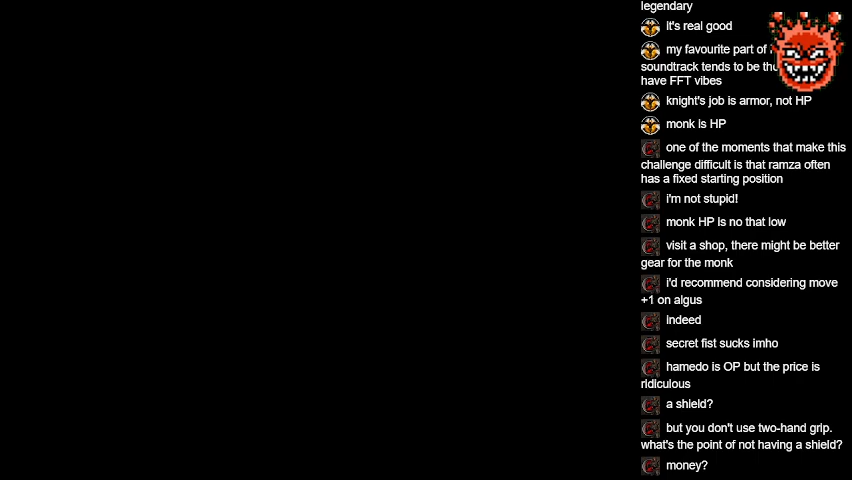 legendary
it's real good
my favourite part of
soundtrack tends to be
have FFT vibes
knight's job is armor, not HP
monk is HP
one of the moments that make this
challenge difficult is that ramza often
has a fixed starting position
i'm not stupid!
monk HP is no that low
visit a shop, there might be better
gear for the monk
i'd recommend considering move
+1 on algus
indeed
secret fist sucks imho
hamedo is OP but the price is
ridiculous
a shield?
but you don't use two-hand grip.
what's the point of not having a shield?
money?